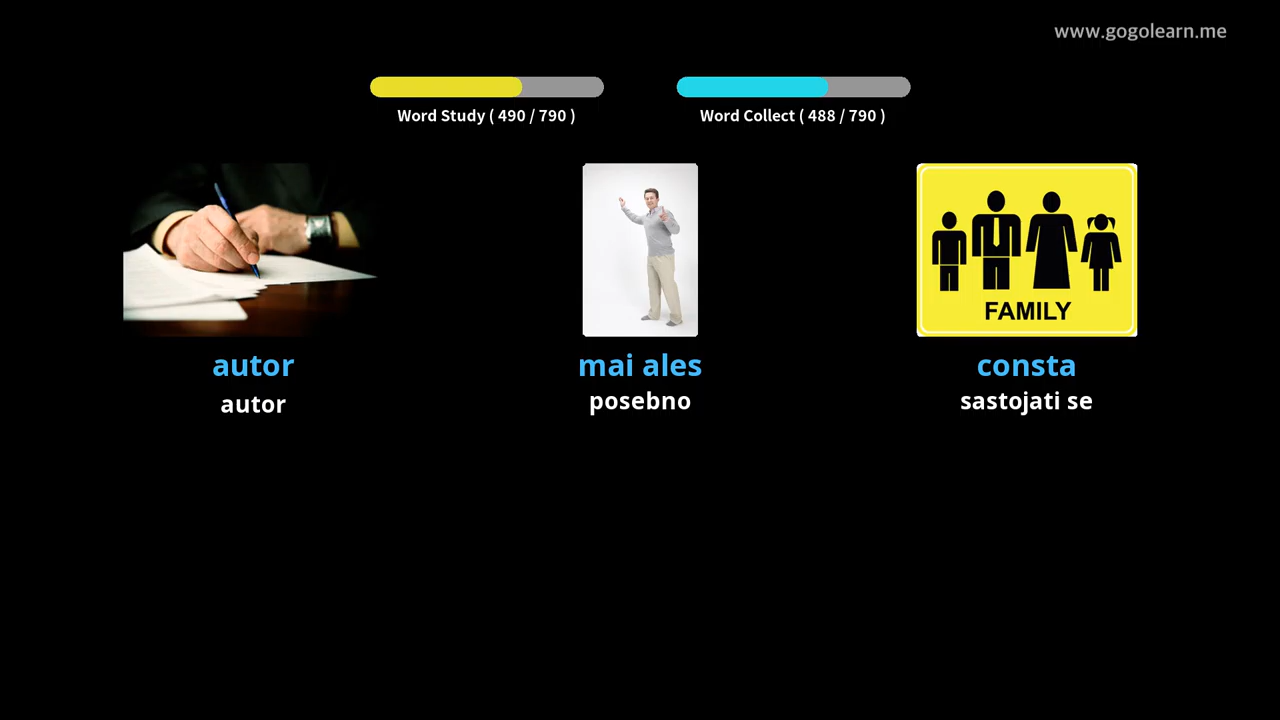 www.gogolearn.me
Word Study ( 490 / 790 )
Word Collect ( 488 / 790 )
FAMILY
autor
autor
mai ales
posebno
consta
sastojati se